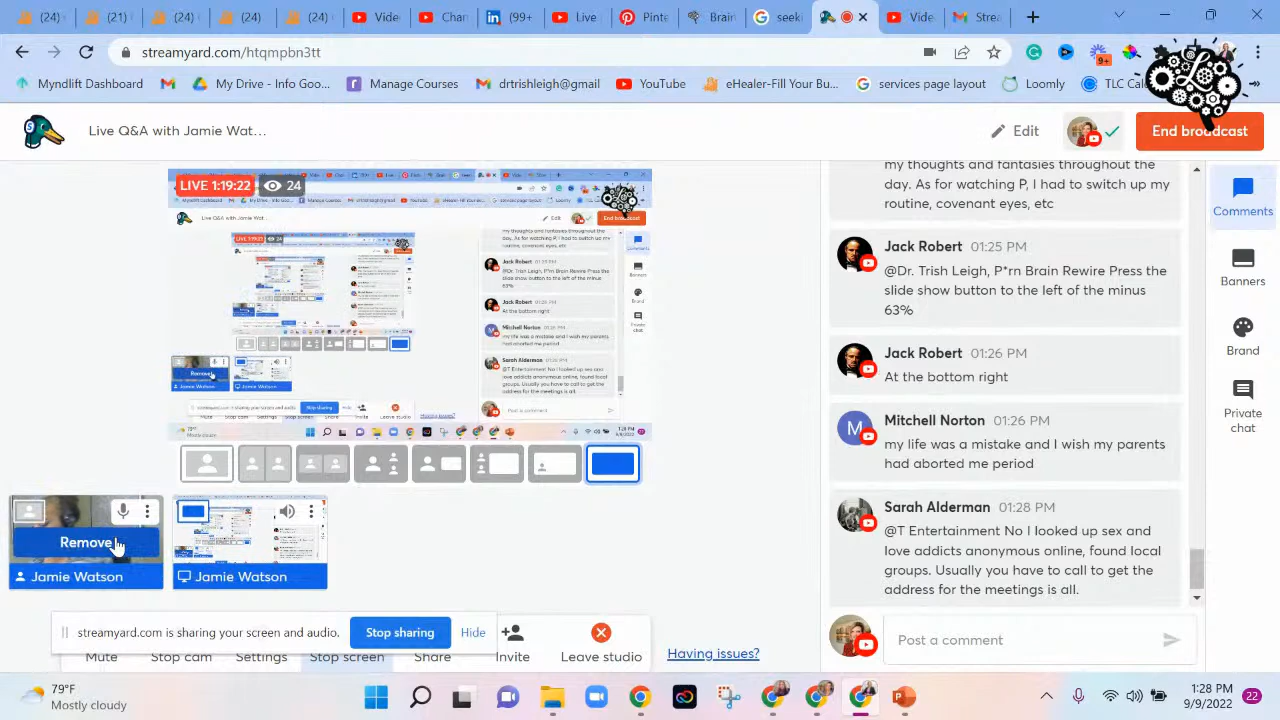 99+
Brain
seeki
streamyard.com/htqmpbn3tt
9+
Myndlift Dashboard
My Drive - Info Goo...
Manage Courses
YouTube
services page layout
Loomly
Live Q&A with Jamie Wat...
Edit
End broadcast
LIVE 1:19:22 24
my thoughts and fantasies throughout the
day. As for watching P, I had to switch up my
routine, covenant eyes, etc
Jack Robert 01:25 PM
@Dr. Trish Leigh, P*rn Brain Rewire Press the
slide show button to the left of the minus
63%
Jack Robert 01:26 PM
At the bottom right
Mitchell Norton 01:26 PM
my life was a mistake and I wish my parents
had aborted me period
Sarah Alderman 01:28 PM
@T Entertainment No I looked up sex and
love addicts anonymous online, found local
groups. Usually you have to call to get the
address for the meetings is all.
Post a comment
Comments
Banners
Brand
Private
chat
Remove
Jamie Watson
Jamie Watson
streamyard.com is sharing your screen and audio.
Stop sharing
Hide
Mute
Stop cam
Settings
Stop screen
Share
Invite
Leave studio
Having issues?
79°F
Mostly cloudy
1:28 PM
9/9/2022
22